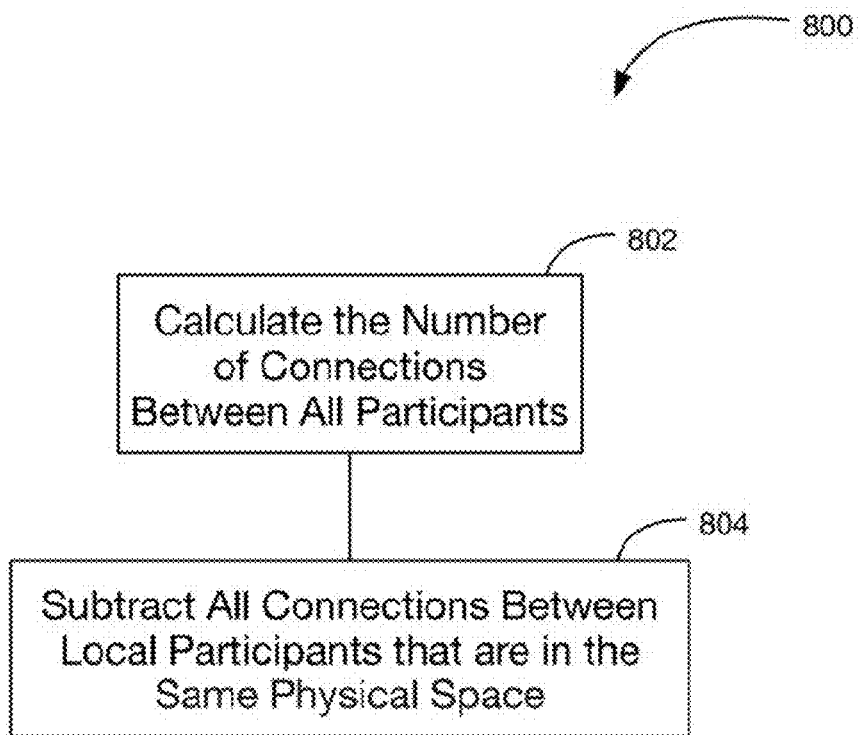 800
802
Calculate the Number
of Connections
Between All Participants
804
Subtract All Connections Between
Local Participants that are in the
Same Physical Space